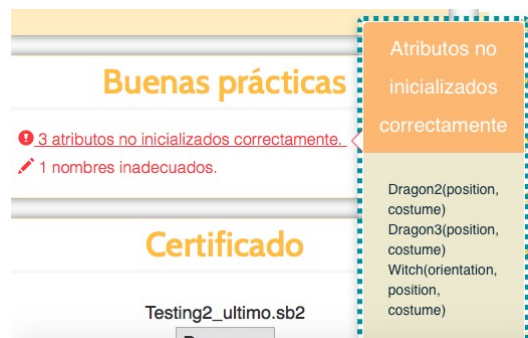 Buenas prácticas
3 atributos no inicializados correctamente.
1 nombres inadecuados.
Certificado
Testing2_ultimo.sb2
Atributos no
inicializados
correctamente
Dragon2(position,
costume)
Dragon3(position,
costume)
Witch(orientation,
position,
costume)